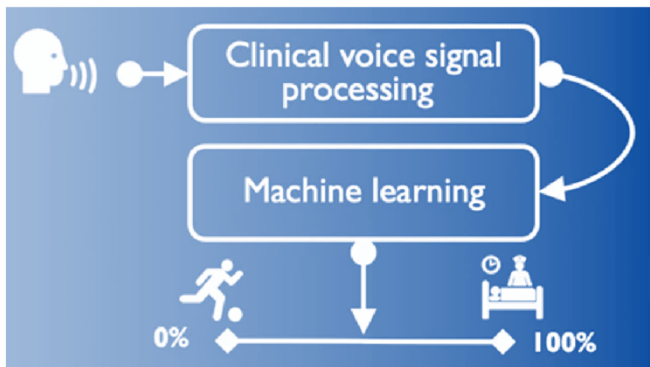 Clinical voice signal
processing
Machine learning
0%
100%